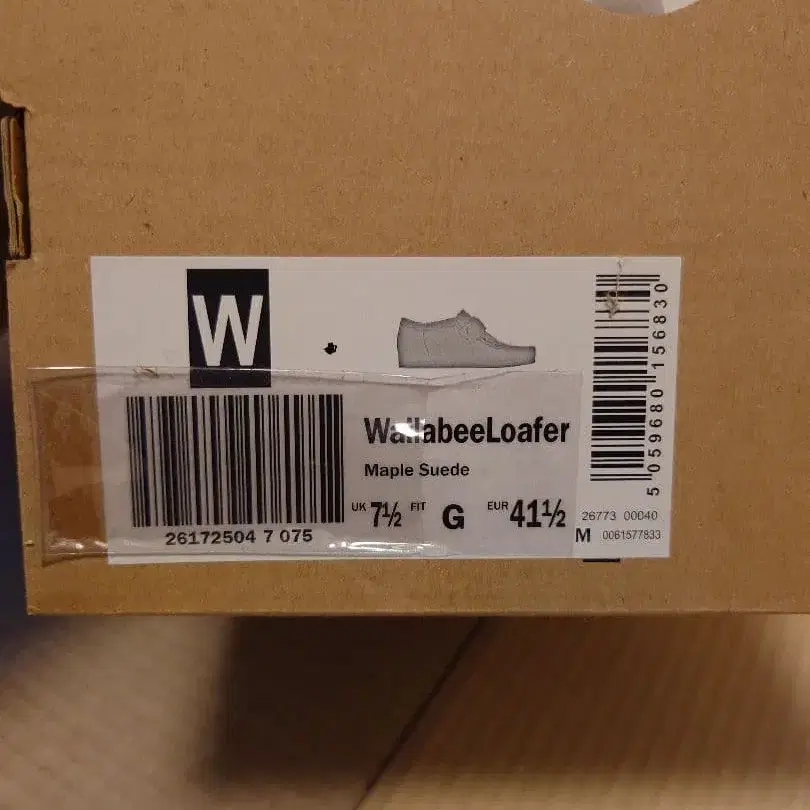 W
WallabeeLoafer
Maple Suede
UK 7½ FIT G EUR 41½
26172504 7 075
5 059680 156830
26773 00040
M 0061577833